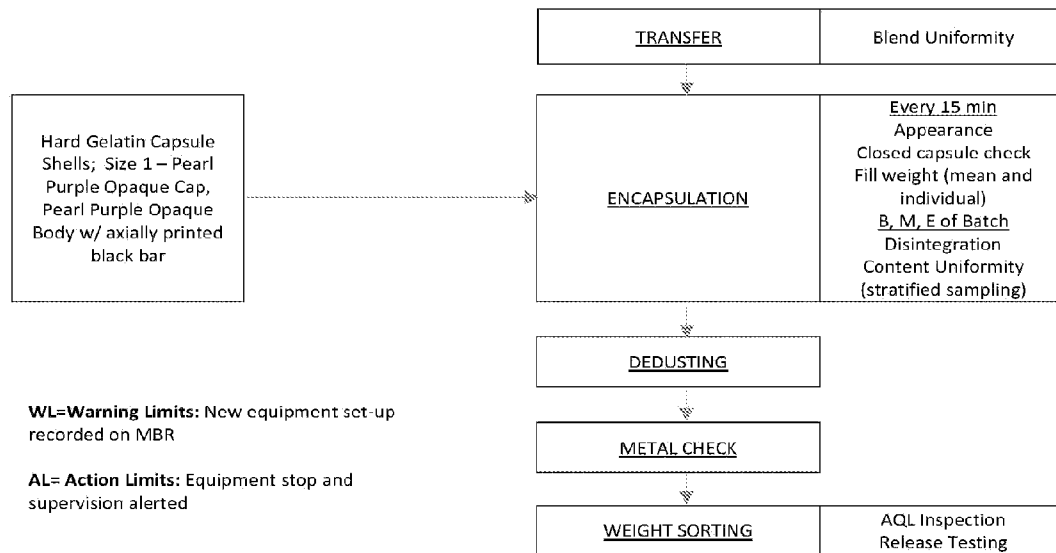 TRANSFER
Blend Uniformity
Hard Gelatin Capsule
Shells;  Size 1 – Pearl
Purple Opaque Cap,
Pearl Purple Opaque
Body w/ axially printed
black bar
ENCAPSULATION
Every 15 min
Appearance
Closed capsule check
Fill weight (mean and
individual)
B, M, E of Batch
Disintegration
Content Uniformity
(stratified sampling)
DEDUSTING
WL=Warning Limits: New equipment set-up
recorded on MBR
METAL CHECK
AL= Action Limits: Equipment stop and
supervision alerted
WEIGHT SORTING
AQL Inspection
Release Testing